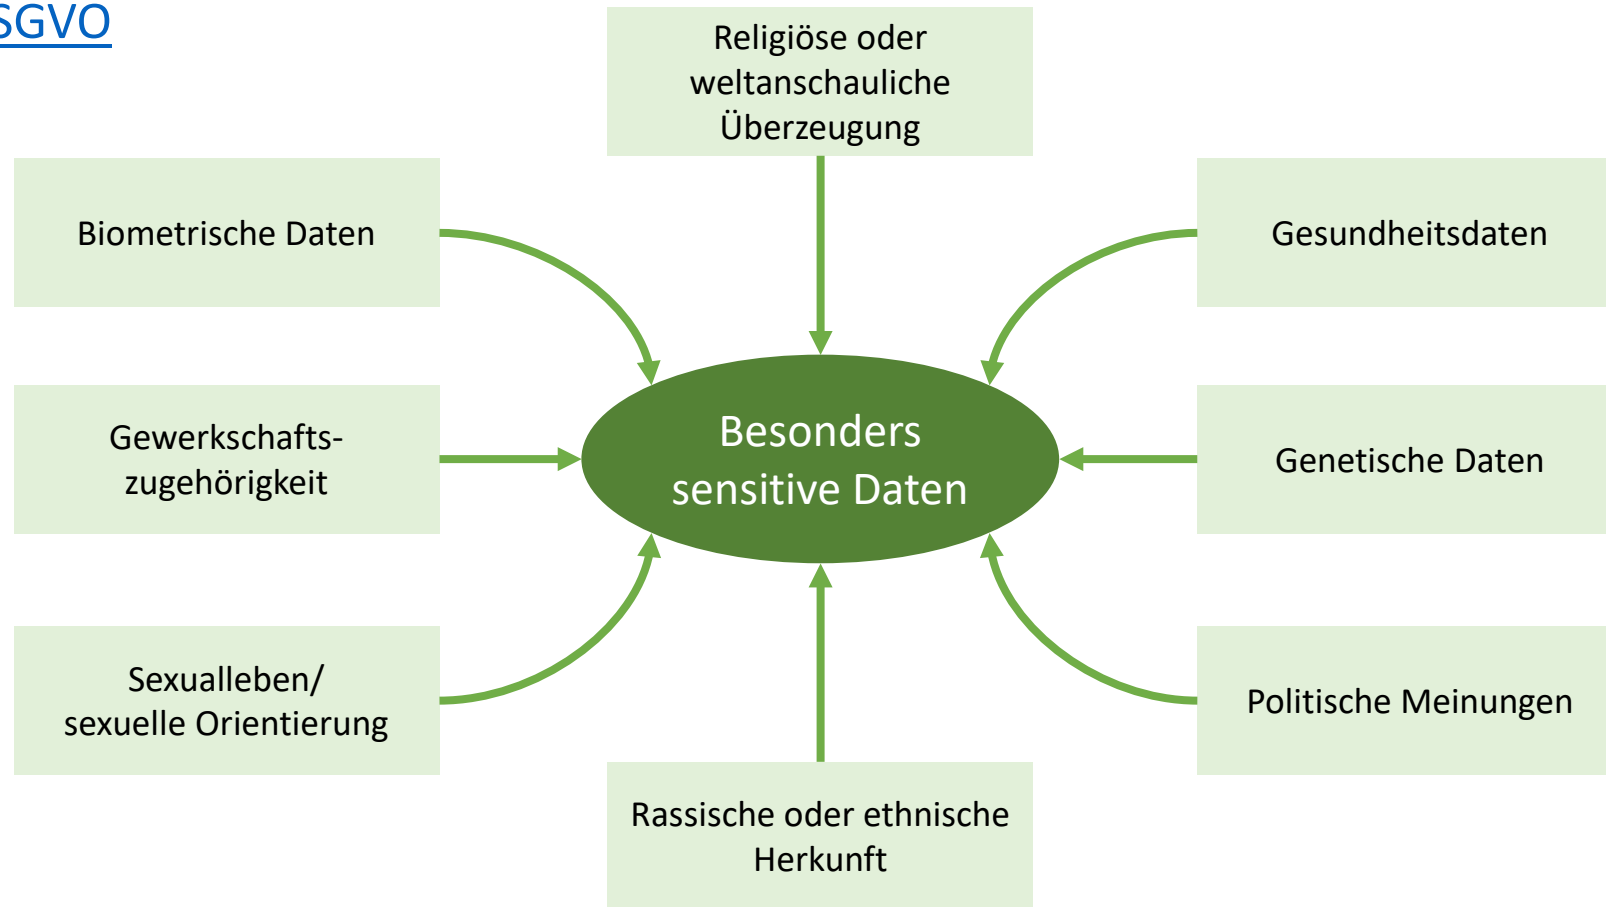 SGVO
Religiöse oder
weltanschauliche
Überzeugung
Biometrische Daten
Gesundheitsdaten
Gewerkschafts-
zugehörigkeit
Besonders
sensitive Daten
Genetische Daten
Sexualleben/
sexuelle Orientierung
Politische Meinungen
Rassische oder ethnische
Herkunft